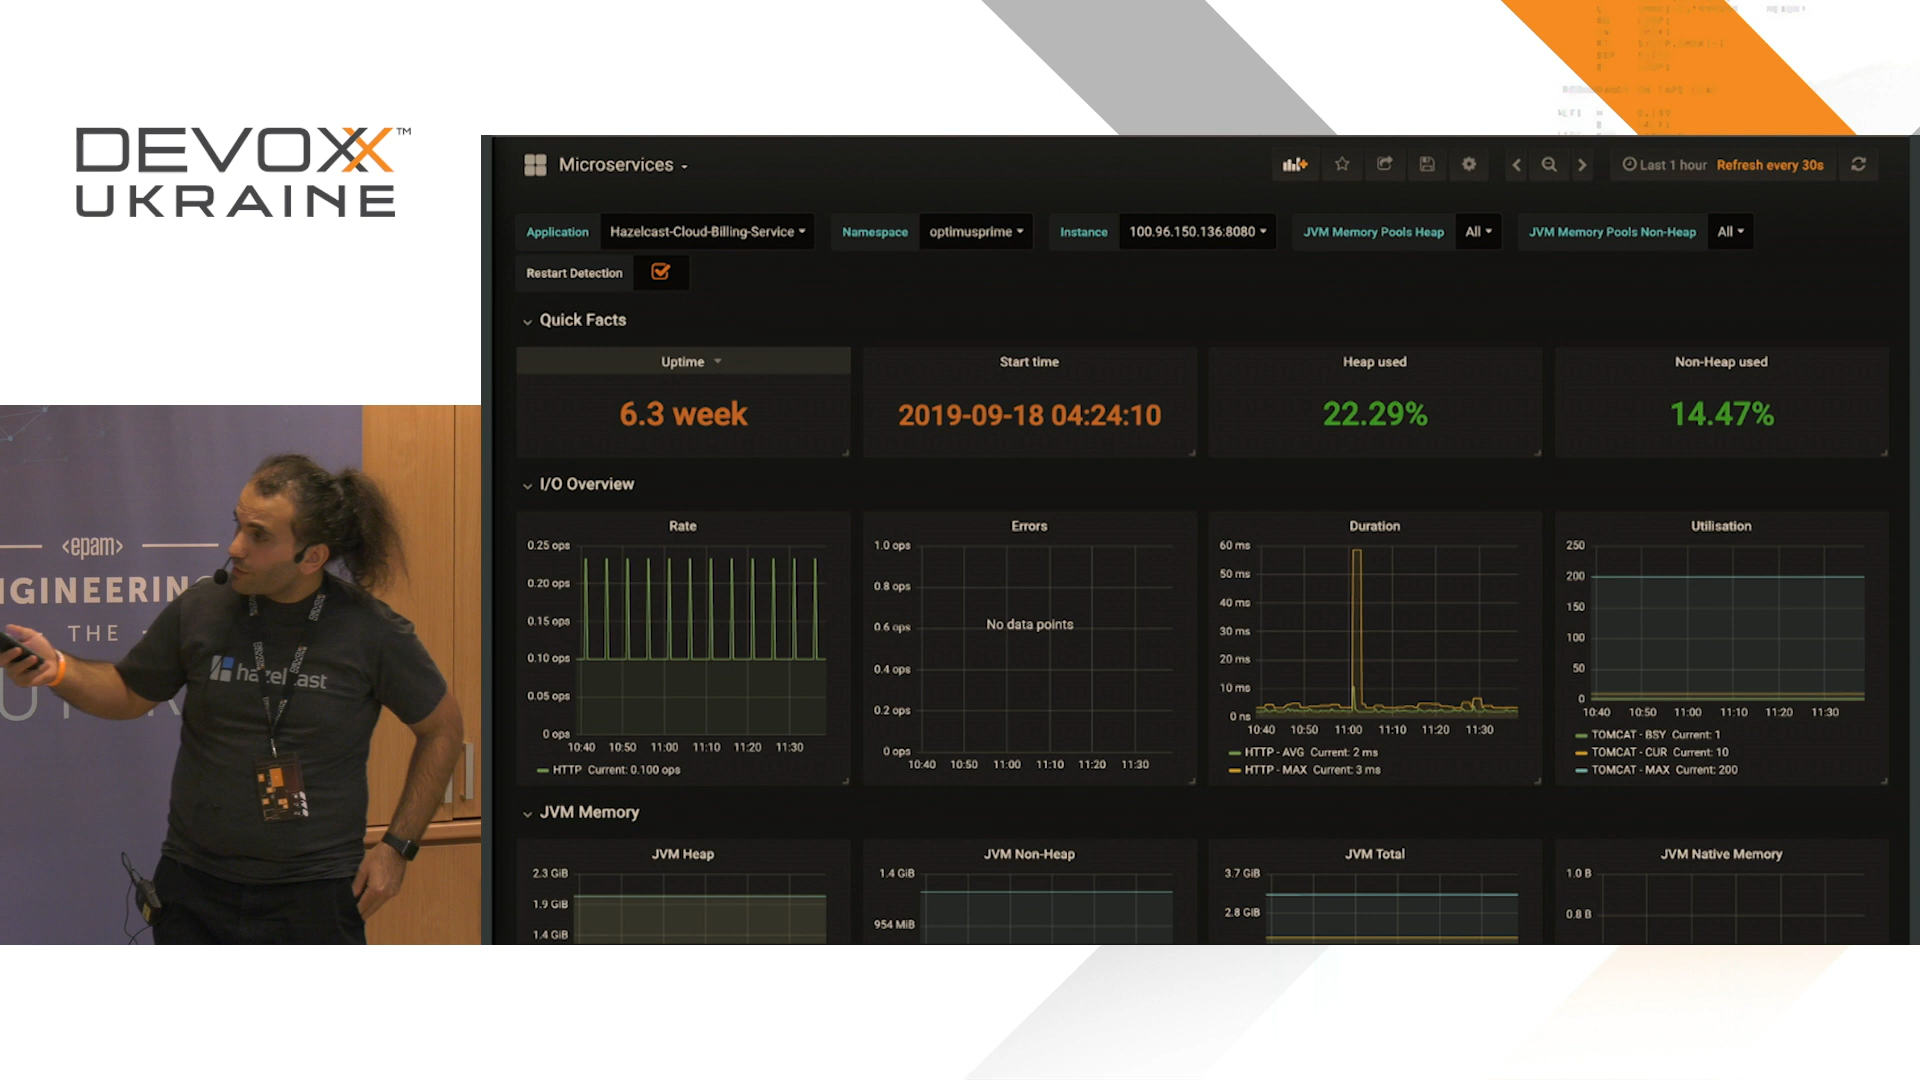 DEVOXX™
UKRAINE
<epam>
NGINEERING
THE
hazelcast
Microservices
Last 1 hour Refresh every 30s
Application Hazelcast-Cloud-Billing-Service Namespace optimusprime Instance 100.96.150.136:8080 JVM Memory Pools Heap All JVM Memory Pools Non-Heap All
Restart Detection
Quick Facts
Uptime
6.3 week
Start time
2019-09-18 04:24:10
Heap used
22.29%
Non-Heap used
14.47%
I/O Overview
Rate
0.25 ops
0.20 ops
0.15 ops
0.10 ops
0.05 ops
0 ops
10:40 10:50 11:00 11:10 11:20 11:30
HTTP Current: 0.100 ops
Errors
1.0 ops
0.8 ops
0.6 ops
0.4 ops
0.2 ops
0 ops
No data points
10:40 10:50 11:00 11:10 11:20 11:30
Duration
60 ms
50 ms
40 ms
30 ms
20 ms
10 ms
0 ns
10:40 10:50 11:00 11:10 11:20 11:30
HTTP - AVG Current: 2 ms
HTTP - MAX Current: 3 ms
Utilisation
250
200
150
100
50
0
10:40 10:50 11:00 11:10 11:20 11:30
TOMCAT - BSY Current: 1
TOMCAT - CUR Current: 10
TOMCAT - MAX Current: 200
JVM Memory
JVM Heap
2.3 GiB
1.9 GiB
1.4 GiB
JVM Non-Heap
1.4 GiB
954 MiB
JVM Total
3.7 GiB
2.8 GiB
JVM Native Memory
1.0 B
0.8 B